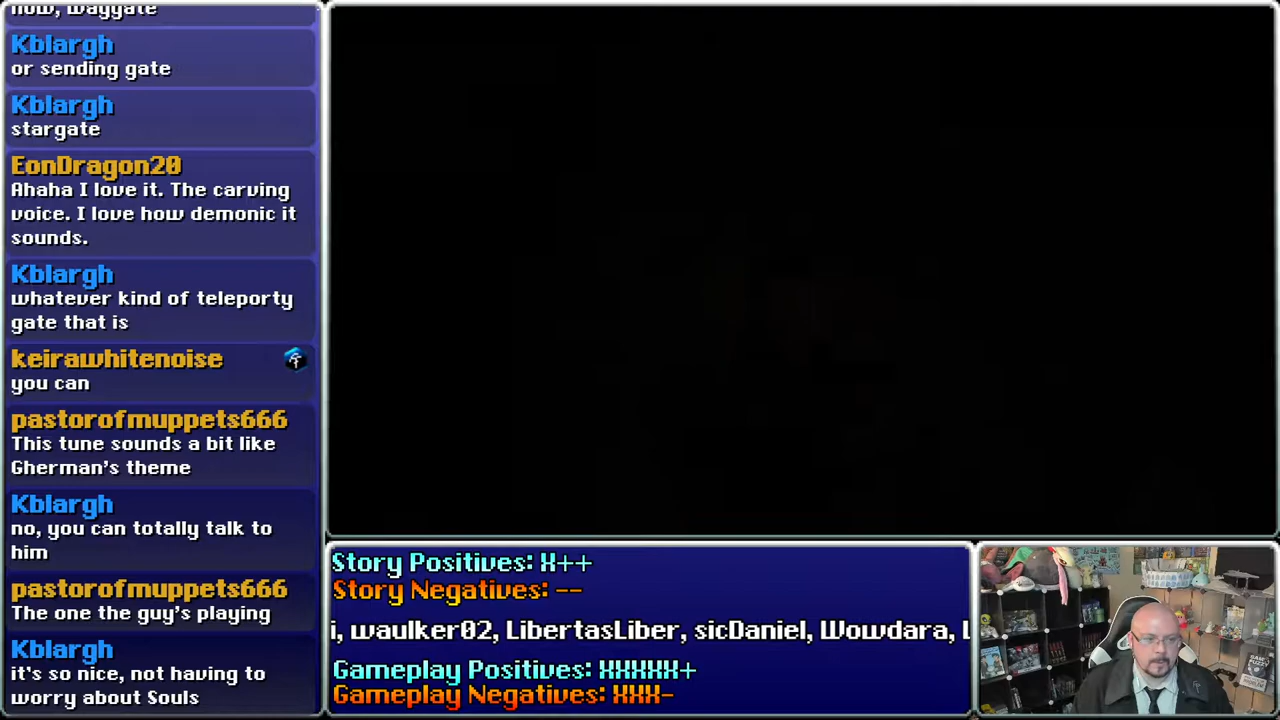 now, waygate
Kblargh
or sending gate
Kblargh
stargate
EonDragon20
Ahaha I love it. The carving
voice. I love how demonic it
sounds.
Kblargh
whatever kind of teleporty
gate that is
keirawhitenoise
you can
pastorofmuppets666
This tune sounds a bit like
Gherman's theme
Kblargh
no, you can totally talk to
him
pastorofmuppets666
The one the guy's playing
Kblargh
it's so nice, not having to
worry about Souls
Story Positives: X++
Story Negatives: --
i, waulker02, LibertasLiber, sicDaniel, Wowdara, L
Gameplay Positives: XXXXX+
Gameplay Negatives: XXX-